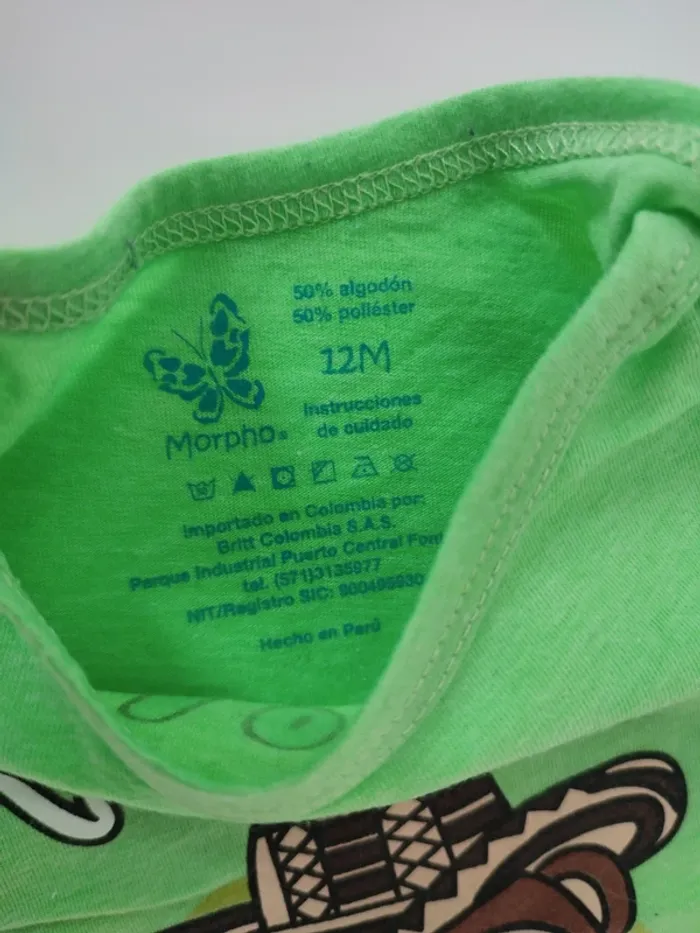 50% algodón
50% poliéster
12M
Instrucciones
de cuidado
Morpho®
Importado en Colombia por:
Britt Colombia S.A.S.
Parque Industrial Puerto Central
tel. (571)3135977
NIT/Registro SIC:
Hecho en Perú